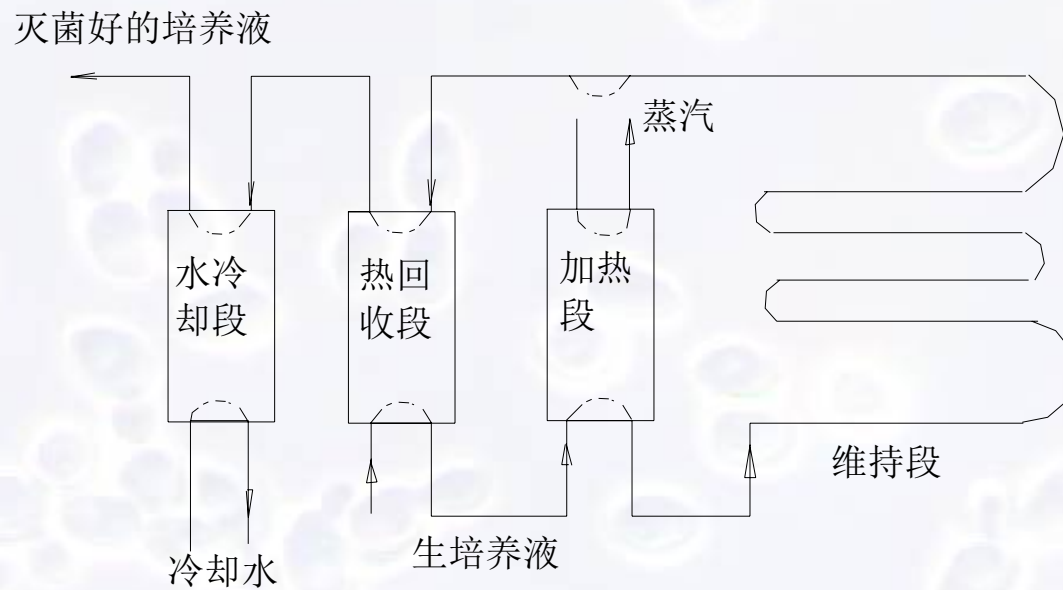 灭菌好的培养液
蒸汽
水冷
却段
热回
收段
加热
段
维持段
生培养液
冷却水